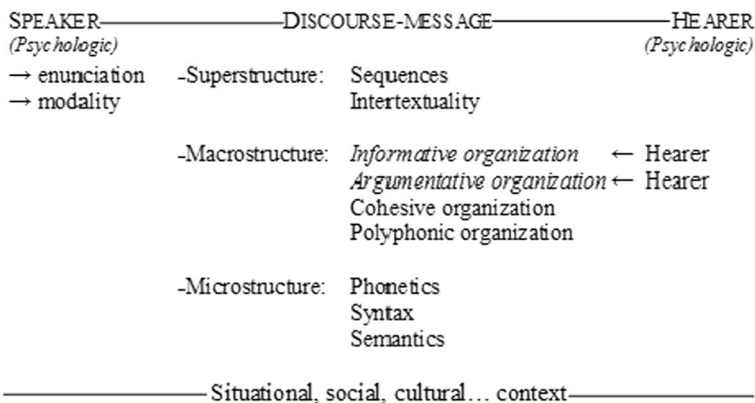 SPEAKER DISCOURSE-MESSAGE HEARER
(Psychologic) (Psychologic)
→ enunciation -Superstructure: Sequences
→ modality Intertextuality
-Macrostructure: Informative organization ← Hearer
Argumentative organization ← Hearer
Cohesive organization
Polyphonic organization
-Microstructure: Phonetics
Syntax
Semantics
Situational, social, cultural... context